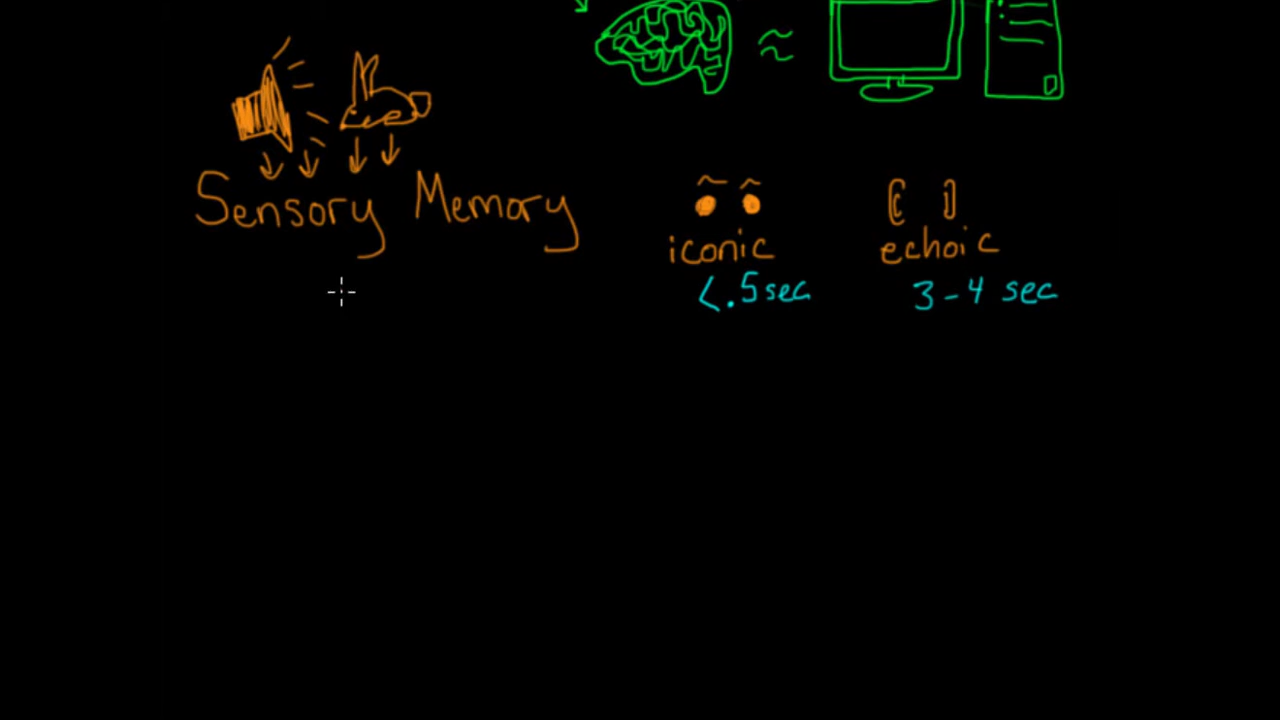 Sensory Memory
iconic
echoic
<.5sec
3-4 sec